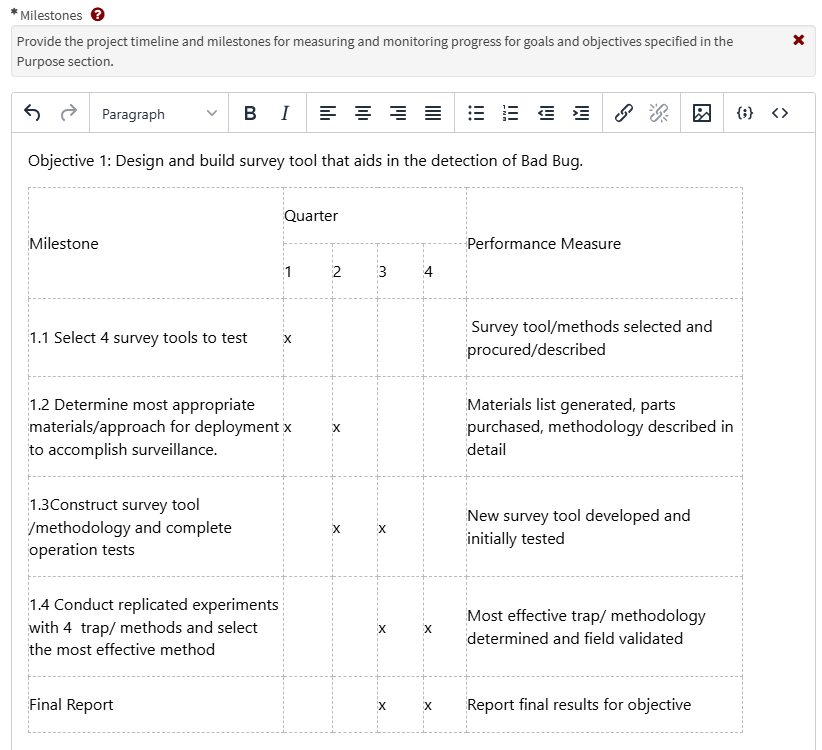 * Milestones ?
Provide the project timeline and milestones for measuring and monitoring progress for goals and objectives specified in the
Purpose section.
Paragraph
B I
Objective 1: Design and build survey tool that aids in the detection of Bad Bug.
Milestone
Quarter
Performance Measure
1 2 3 4
1.1 Select 4 survey tools to test
x
Survey tool/methods selected and
procured/described
1.2 Determine most appropriate
materials/approach for deployment
to accomplish surveillance.
x x
Materials list generated, parts
purchased, methodology described in
detail
1.3Construct survey tool
/methodology and complete
operation tests
x x
New survey tool developed and
initially tested
1.4 Conduct replicated experiments
with 4 trap/ methods and select
the most effective method
x x
Most effective trap/ methodology
determined and field validated
Final Report
x x
Report final results for objective